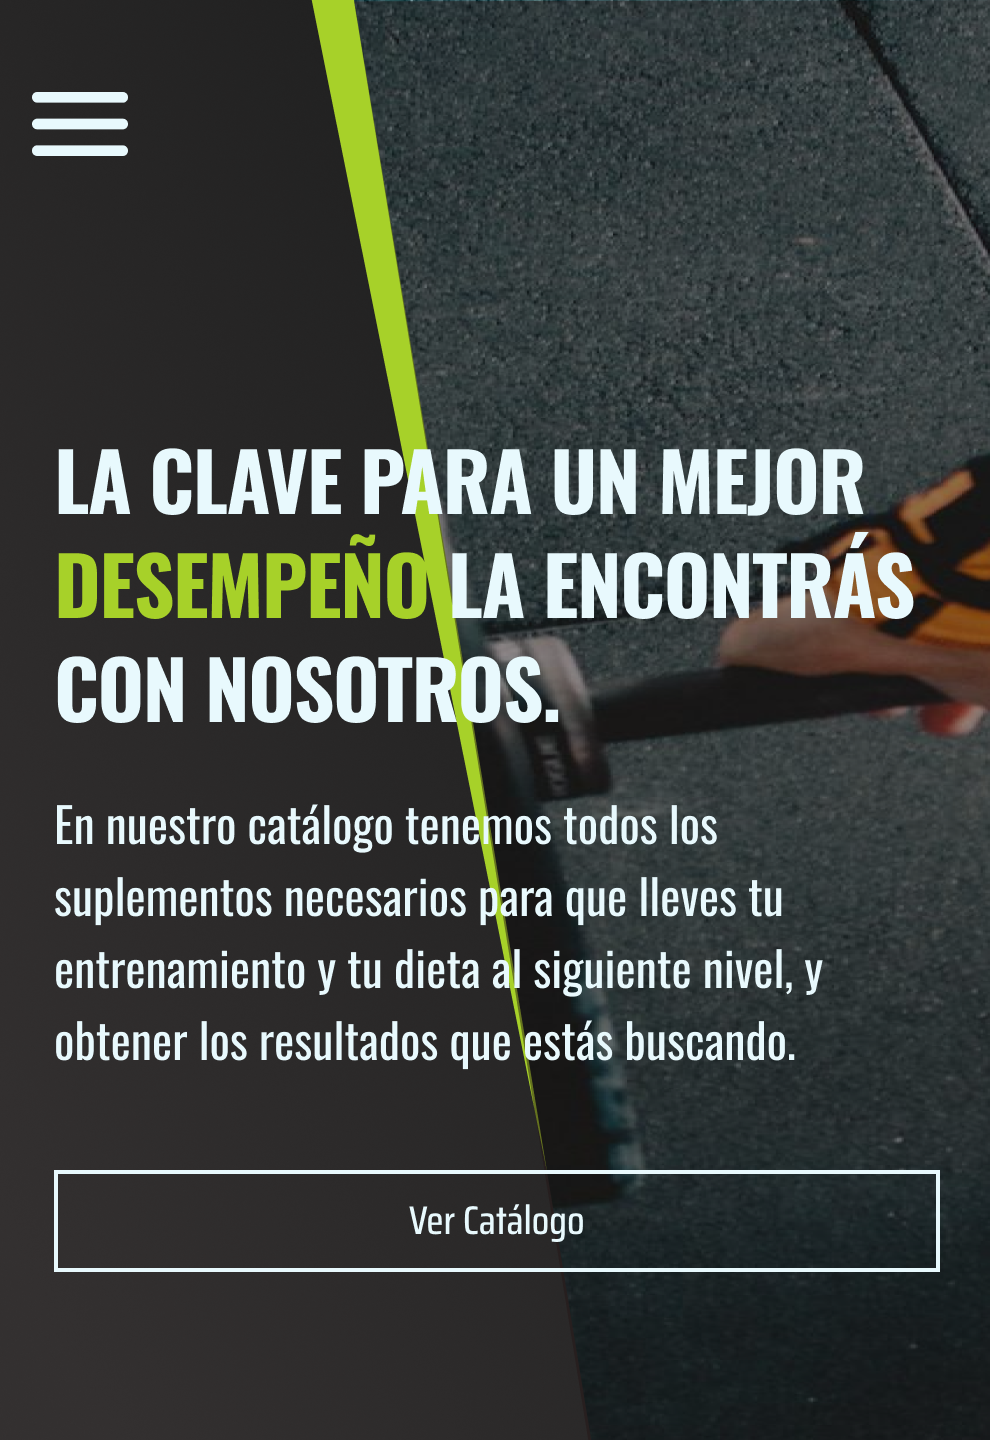 LA CLAVE PARA UN MEJOR
DESEMPEÑO LA ENCONTRÁS
CON NOSOTROS.
En nuestro catálogo tenemos todos los
suplementos necesarios para que lleves tu
entrenamiento y tu dieta al siguiente nivel, y
obtener los resultados que estás buscando.
Ver Catálogo